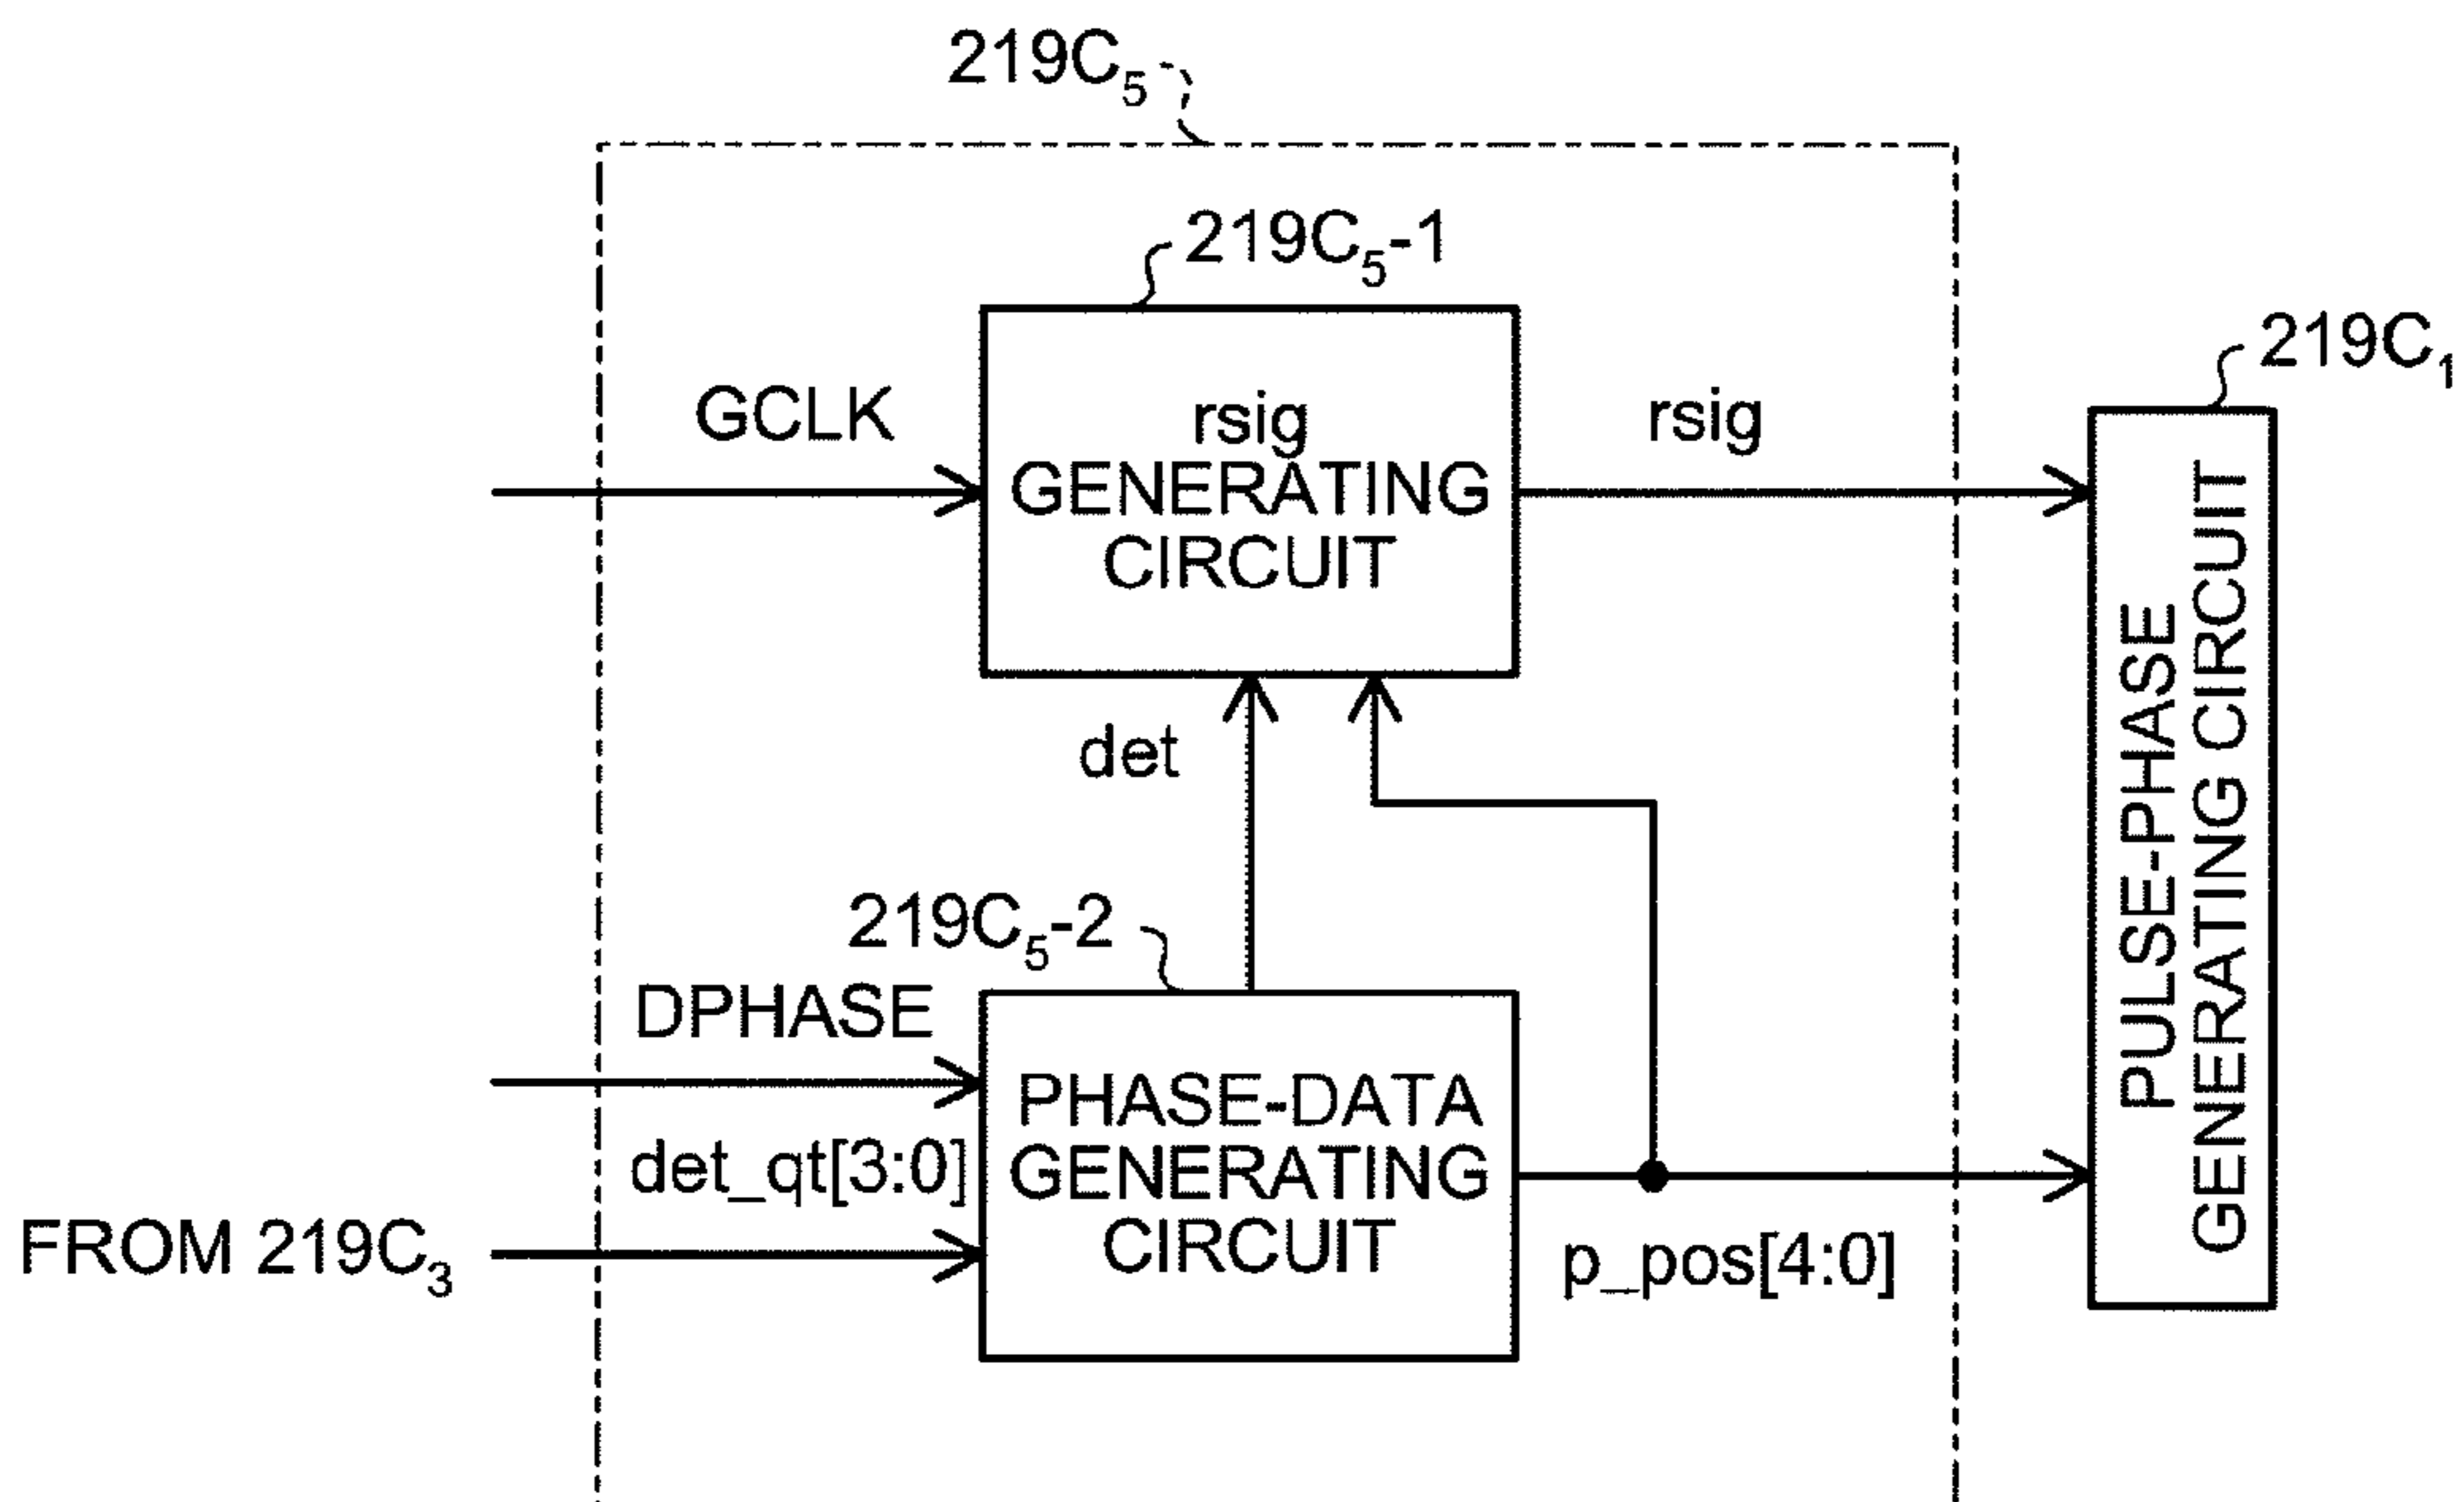 219C5
219C5-1
219C1
GCLK
rsig
GENERATING
CIRCUIT
rsig
PULSE-PHASE
GENERATING CIRCUIT
det
219C5-2
DPHASE
PHASE-DATA
GENERATING
CIRCUIT
det_qt[3:0]
FROM 219C3
p_pos[4:0]